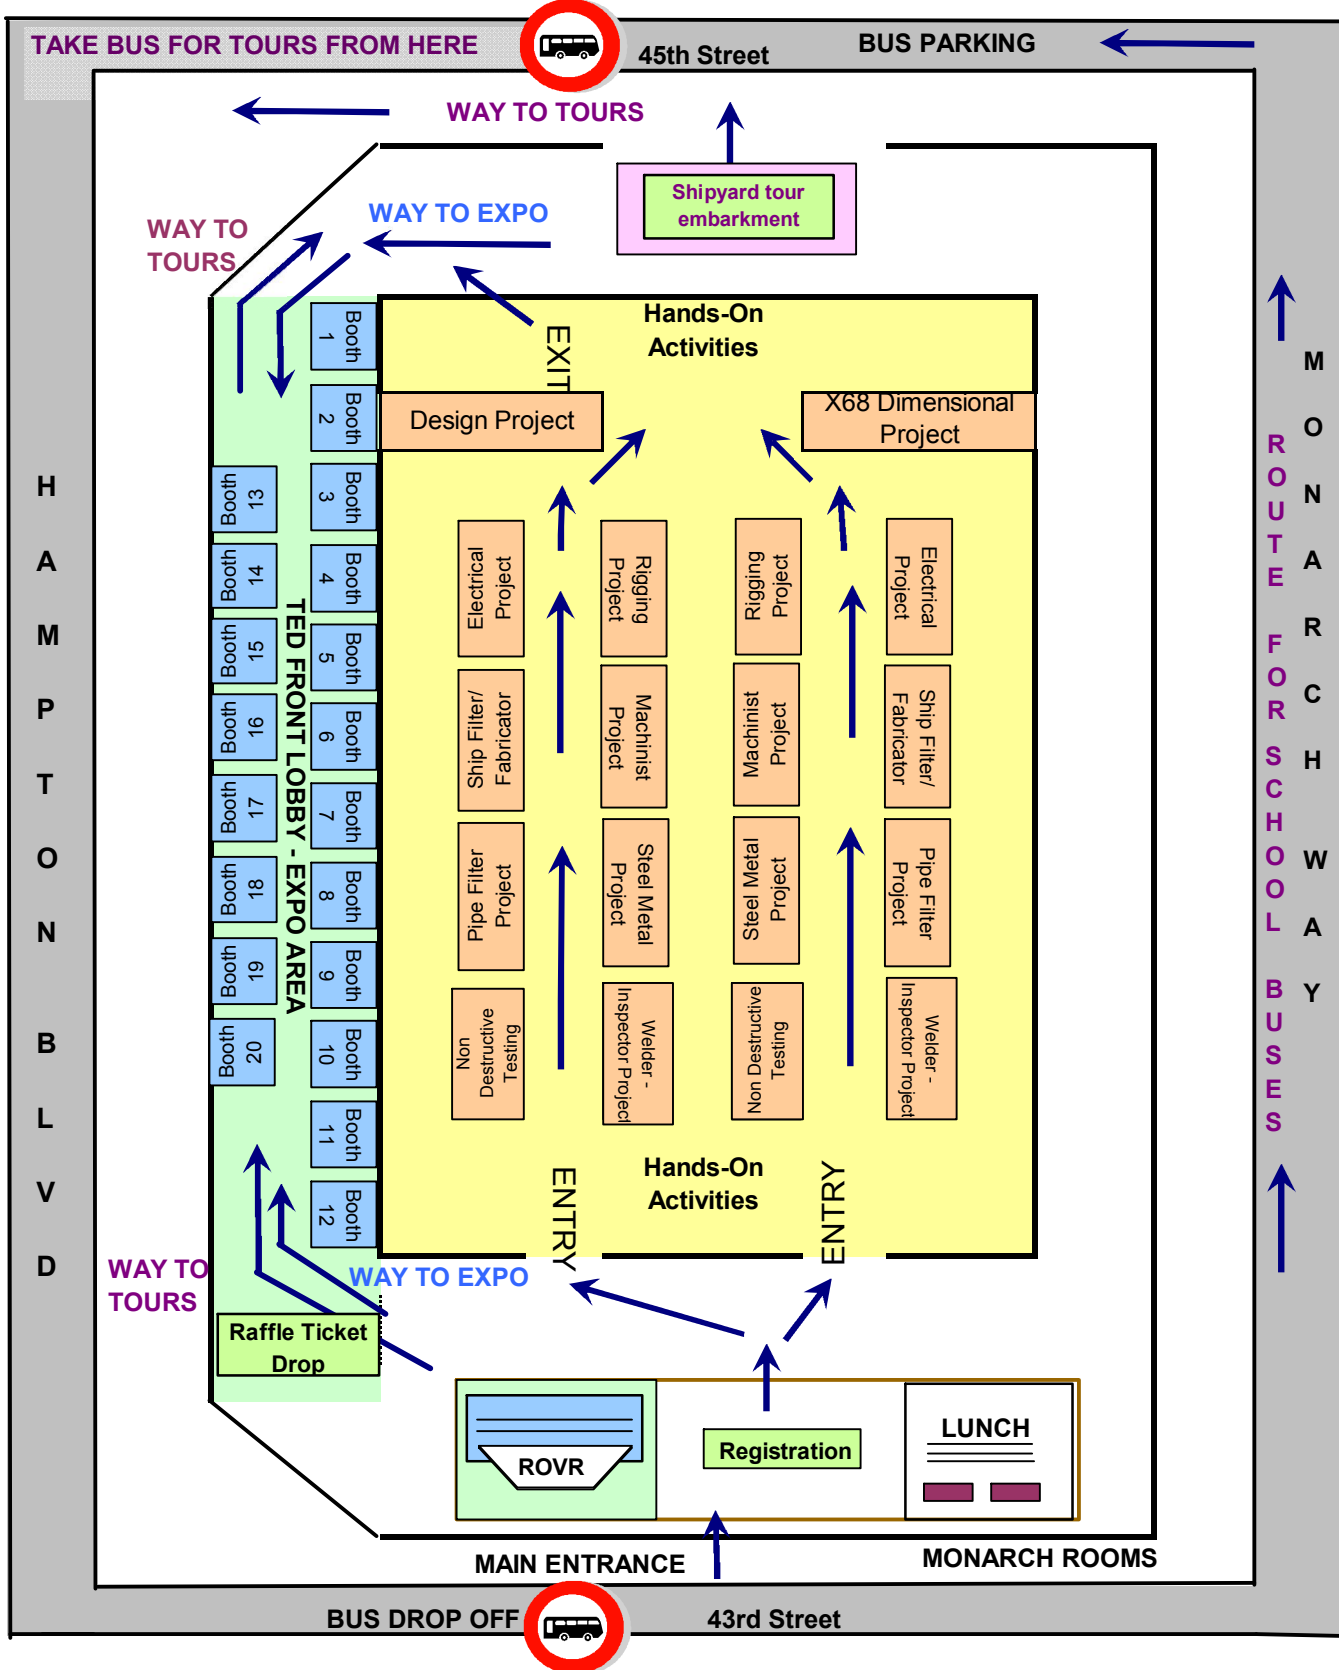 TAKE BUS FOR TOURS FROM HERE
45th Street
BUS PARKING
WAY TO TOURS
Shipyard tour
embarkment
WAY TO EXPO
WAY TO
TOURS
Hands-On
Activities
EXIT
Design Project
X68 Dimensional
Project
Booth
1
Booth
2
Booth
3
Booth
4
Booth
5
Booth
6
Booth
7
Booth
8
Booth
9
Booth
10
Booth
11
Booth
12
Booth
13
Booth
14
Booth
15
Booth
16
Booth
17
Booth
18
Booth
19
Booth
20
TED FRONT LOBBY - EXPO AREA
HAMPTON BLVD
MONARCH WAY
ROUTE FOR SCHOOL BUSES
Electrical
Project
Rigging
Project
Rigging
Project
Electrical
Project
Ship Filter/
Fabricator
Machinist
Project
Machinist
Project
Ship Filter/
Fabricator
Pipe Filter
Project
Steel Metal
Project
Steel Metal
Project
Pipe Filter
Project
Non
Destructive
Testing
Welder -
Inspector Project
Non Destructive
Testing
Welder -
Inspector Project
Hands-On
Activities
ENTRY
ENTRY
WAY TO
TOURS
WAY TO EXPO
Raffle Ticket
Drop
ROVR
Registration
LUNCH
MAIN ENTRANCE
MONARCH ROOMS
BUS DROP OFF
43rd Street